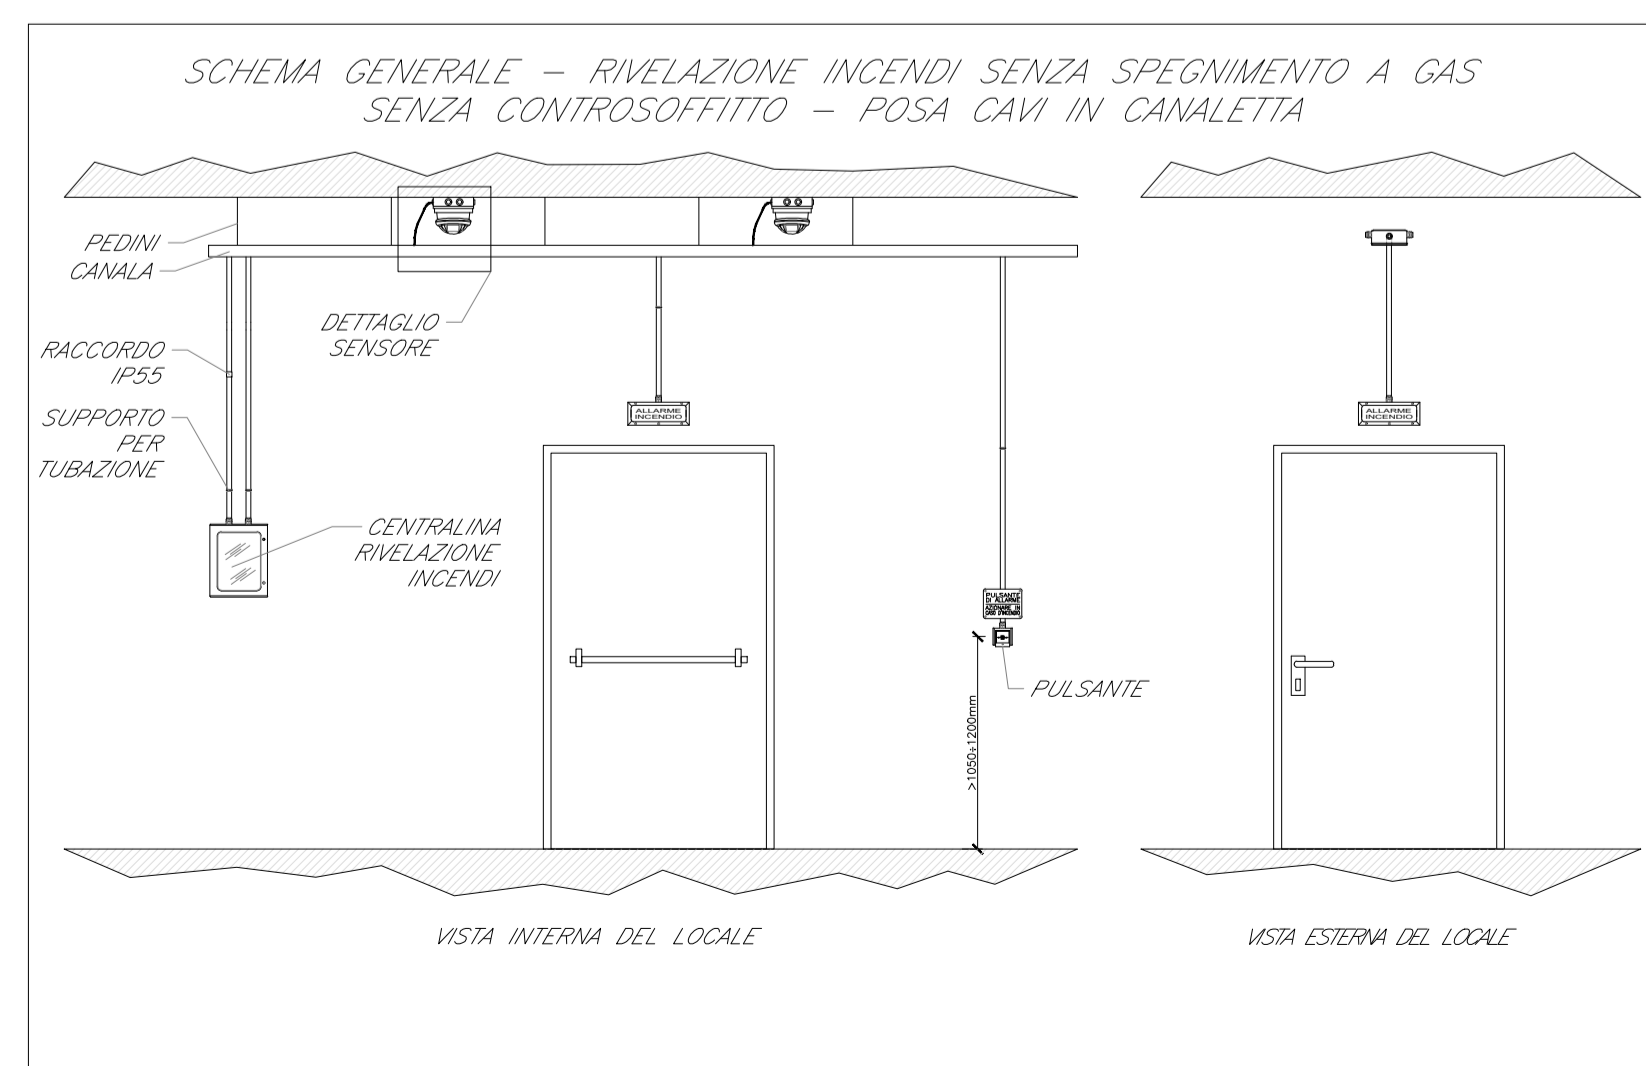 SCHEMA GENERALE – RIVELAZIONE INCENDI SENZA SPEGNIMENTO A GAS
SENZA CONTROSOFFITTO – POSA CAVI IN CANALETTA
PEDINI
CANALA
DETTAGLIO
SENSORE
RACCORDO
IP55
SUPPORTO
PER
TUBAZIONE
ALLARME
INCENDIO
ALLARME
INCENDIO
CENTRALINA
RIVELAZIONE
INCENDI
PULSANTE
DI ALLARME
AZIONARE IN
CASO D'INCENDIO
PULSANTE
>1050÷1200mm
VISTA INTERNA DEL LOCALE
VISTA ESTERNA DEL LOCALE